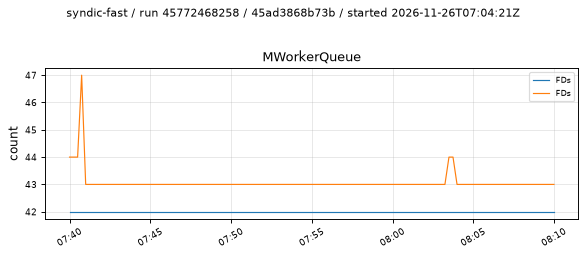 syndic-fast / run 45772468258 / 45ad3868b73b / started 2026-11-26T07:04:21Z
MWorkerQueue
FDs
FDs
count
47
46
45
44
43
42
07:40
07:45
07:50
07:55
08:00
08:05
08:10